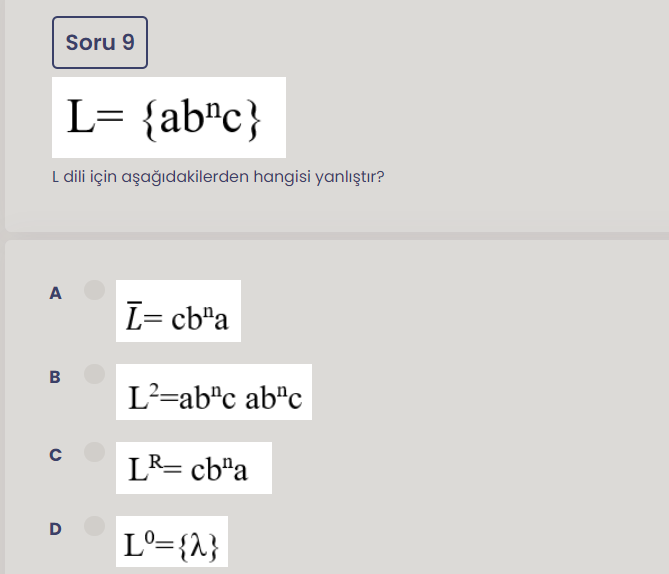 Soru 9
L= {abⁿc}
L dili için aşağıdakilerden hangisi yanlıştır?
A
L̅= cbⁿa
B
L²=abⁿc abⁿc
C
Lᴿ= cbⁿa
D
L⁰={λ}